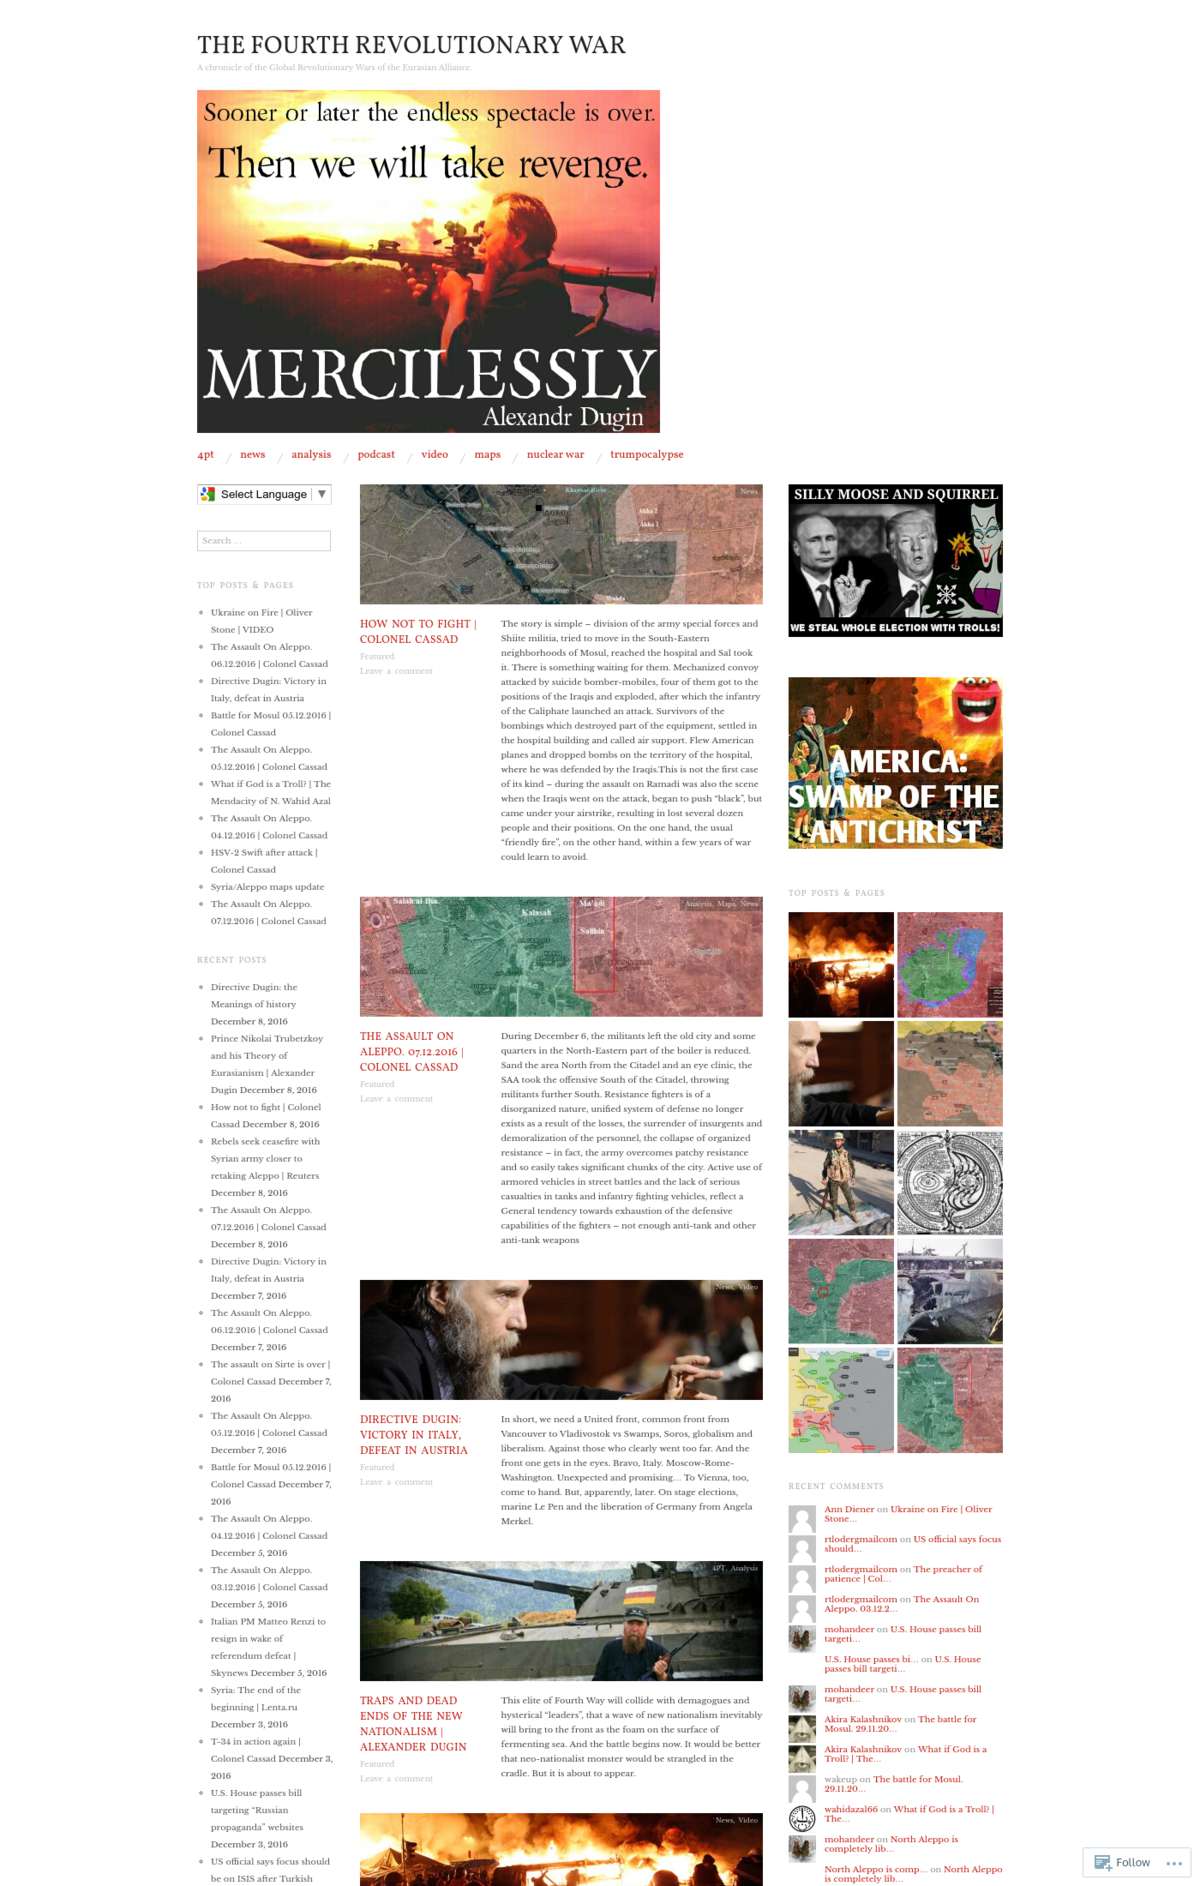 THE FOURTH REVOLUTIONARY WAR
A chronicle of the Global Revolutionary Wars of the Eurasian Alliance.
Sooner or later the endless spectacle is over.
Then we will take revenge.
MERCILESSLY
Alexandr Dugin
4pt / news / analysis / podcast / video / maps / nuclear war / trumpocalypse
Select Language ▼
Search …
TOP POSTS & PAGES
Ukraine on Fire | Oliver
Stone | VIDEO
The Assault On Aleppo.
06.12.2016 | Colonel Cassad
Directive Dugin: Victory in
Italy, defeat in Austria
Battle for Mosul 05.12.2016 |
Colonel Cassad
The Assault On Aleppo.
05.12.2016 | Colonel Cassad
What if God is a Troll? | The
Mendacity of N. Wahid Azal
The Assault On Aleppo.
04.12.2016 | Colonel Cassad
HSV-2 Swift after attack |
Colonel Cassad
Syria/Aleppo maps update
The Assault On Aleppo.
07.12.2016 | Colonel Cassad
RECENT POSTS
Directive Dugin: the
Meanings of history
December 8, 2016
Prince Nikolai Trubetzkoy
and his Theory of
Eurasianism | Alexander
Dugin December 8, 2016
How not to fight | Colonel
Cassad December 8, 2016
Rebels seek ceasefire with
Syrian army closer to
retaking Aleppo | Reuters
December 8, 2016
The Assault On Aleppo.
07.12.2016 | Colonel Cassad
December 8, 2016
Directive Dugin: Victory in
Italy, defeat in Austria
December 7, 2016
The Assault On Aleppo.
06.12.2016 | Colonel Cassad
December 7, 2016
The assault on Sirte is over |
Colonel Cassad December 7,
2016
The Assault On Aleppo.
05.12.2016 | Colonel Cassad
December 7, 2016
Battle for Mosul 05.12.2016 |
Colonel Cassad December 7,
2016
The Assault On Aleppo.
04.12.2016 | Colonel Cassad
December 5, 2016
The Assault On Aleppo.
03.12.2016 | Colonel Cassad
December 5, 2016
Italian PM Matteo Renzi to
resign in wake of
referendum defeat |
Skynews December 5, 2016
Syria: The end of the
beginning | Lenta.ru
December 3, 2016
T-34 in action again |
Colonel Cassad December 3,
2016
U.S. House passes bill
targeting “Russian
propaganda” websites
December 3, 2016
US official says focus should
be on ISIS after Turkish
News
HOW NOT TO FIGHT |
COLONEL CASSAD
Featured
Leave a comment
The story is simple – division of the army special forces and
Shiite militia, tried to move in the South-Eastern
neighborhoods of Mosul, reached the hospital and Sal took
it. There is something waiting for them. Mechanized convoy
attacked by suicide bomber-mobiles, four of them got to the
positions of the Iraqis and exploded, after which the infantry
of the Caliphate launched an attack. Survivors of the
bombings which destroyed part of the equipment, settled in
the hospital building and called air support. Flew American
planes and dropped bombs on the territory of the hospital,
where he was defended by the Iraqis.This is not the first case
of its kind – during the assault on Ramadi was also the scene
when the Iraqis went on the attack, began to push “black”, but
came under your airstrike, resulting in lost several dozen
people and their positions. On the one hand, the usual
“friendly fire”, on the other hand, within a few years of war
could learn to avoid.
Kalasah
Salihin
Analysis, Maps, News
THE ASSAULT ON
ALEPPO. 07.12.2016 |
COLONEL CASSAD
Featured
Leave a comment
During December 6, the militants left the old city and some
quarters in the North-Eastern part of the boiler is reduced.
Sand the area North from the Citadel and an eye clinic, the
SAA took the offensive South of the Citadel, throwing
militants further South. Resistance fighters is of a
disorganized nature, unified system of defense no longer
exists as a result of the losses, the surrender of insurgents and
demoralization of the personnel, the collapse of organized
resistance – in fact, the army overcomes patchy resistance
and so easily takes significant chunks of the city. Active use of
armored vehicles in street battles and the lack of serious
casualties in tanks and infantry fighting vehicles, reflect a
General tendency towards exhaustion of the defensive
capabilities of the fighters – not enough anti-tank and other
anti-tank weapons
News, Video
DIRECTIVE DUGIN:
VICTORY IN ITALY,
DEFEAT IN AUSTRIA
Featured
Leave a comment
In short, we need a United front, common front from
Vancouver to Vladivostok vs Swamps, Soros, globalism and
liberalism. Against those who clearly went too far. And the
front one gets in the eyes. Bravo, Italy. Moscow-Rome-
Washington. Unexpected and promising… To Vienna, too,
come to hand. But, apparently, later. On stage elections,
marine Le Pen and the liberation of Germany from Angela
Merkel.
4PT, Analysis
TRAPS AND DEAD
ENDS OF THE NEW
NATIONALISM |
ALEXANDER DUGIN
Featured
Leave a comment
This elite of Fourth Way will collide with demagogues and
hysterical “leaders”, that a wave of new nationalism inevitably
will bring to the front as the foam on the surface of
fermenting sea. And the battle begins now. It would be better
that neo-nationalist monster would be strangled in the
cradle. But it is about to appear.
News, Video
SILLY MOOSE AND SQUIRREL
WE STEAL WHOLE ELECTION WITH TROLLS!
AMERICA:
SWAMP OF THE
ANTICHRIST
TOP POSTS & PAGES
RECENT COMMENTS
Ann Diener on Ukraine on Fire | Oliver
Stone…
rtlodergmailcom on US official says focus
should…
rtlodergmailcom on The preacher of
patience | Col…
rtlodergmailcom on The Assault On
Aleppo. 03.12.2…
mohandeer on U.S. House passes bill
targeti…
U.S. House passes bi… on U.S. House
passes bill targeti…
mohandeer on U.S. House passes bill
targeti…
Akira Kalashnikov on The battle for
Mosul. 29.11.20…
Akira Kalashnikov on What if God is a
Troll? | The…
wakeup on The battle for Mosul.
29.11.20…
wahidazal66 on What if God is a Troll? |
The…
mohandeer on North Aleppo is
completely lib…
North Aleppo is comp… on North Aleppo
is completely lib…
Follow